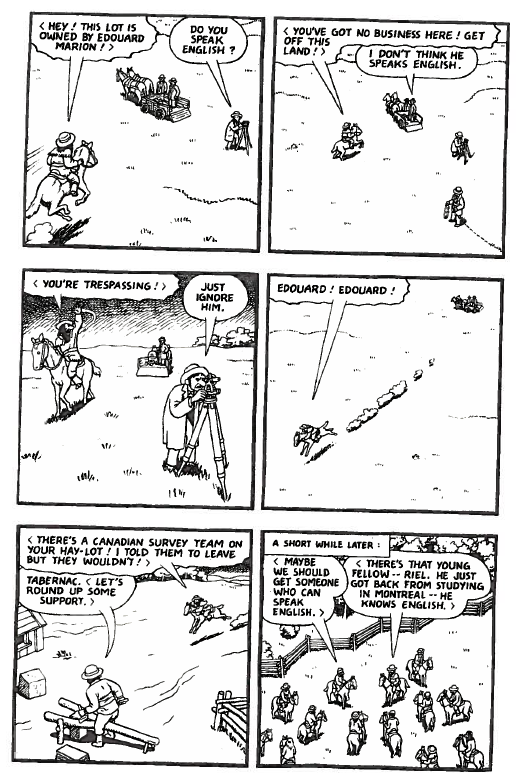 < HEY! THIS LOT IS
OWNED BY EDOUARD
MARION! >
DO YOU
SPEAK
ENGLISH?
< YOU'VE GOT NO BUSINESS HERE! GET
OFF THIS
LAND! >
I DON'T THINK HE
SPEAKS ENGLISH.
< YOU'RE TRESPASSING! >
JUST
IGNORE
HIM.
EDOUARD! EDOUARD!
< THERE'S A CANADIAN SURVEY TEAM ON
YOUR HAY-LOT! I TOLD THEM TO LEAVE
BUT THEY WOULDN'T! >
TABERNAC. < LET'S
ROUND UP SOME
SUPPORT. >
A SHORT WHILE LATER:
< MAYBE
WE SHOULD
GET SOMEONE
WHO CAN
SPEAK
ENGLISH. >
< THERE'S THAT YOUNG
FELLOW -- RIEL. HE JUST
GOT BACK FROM STUDYING
IN MONTREAL -- HE
KNOWS ENGLISH. >